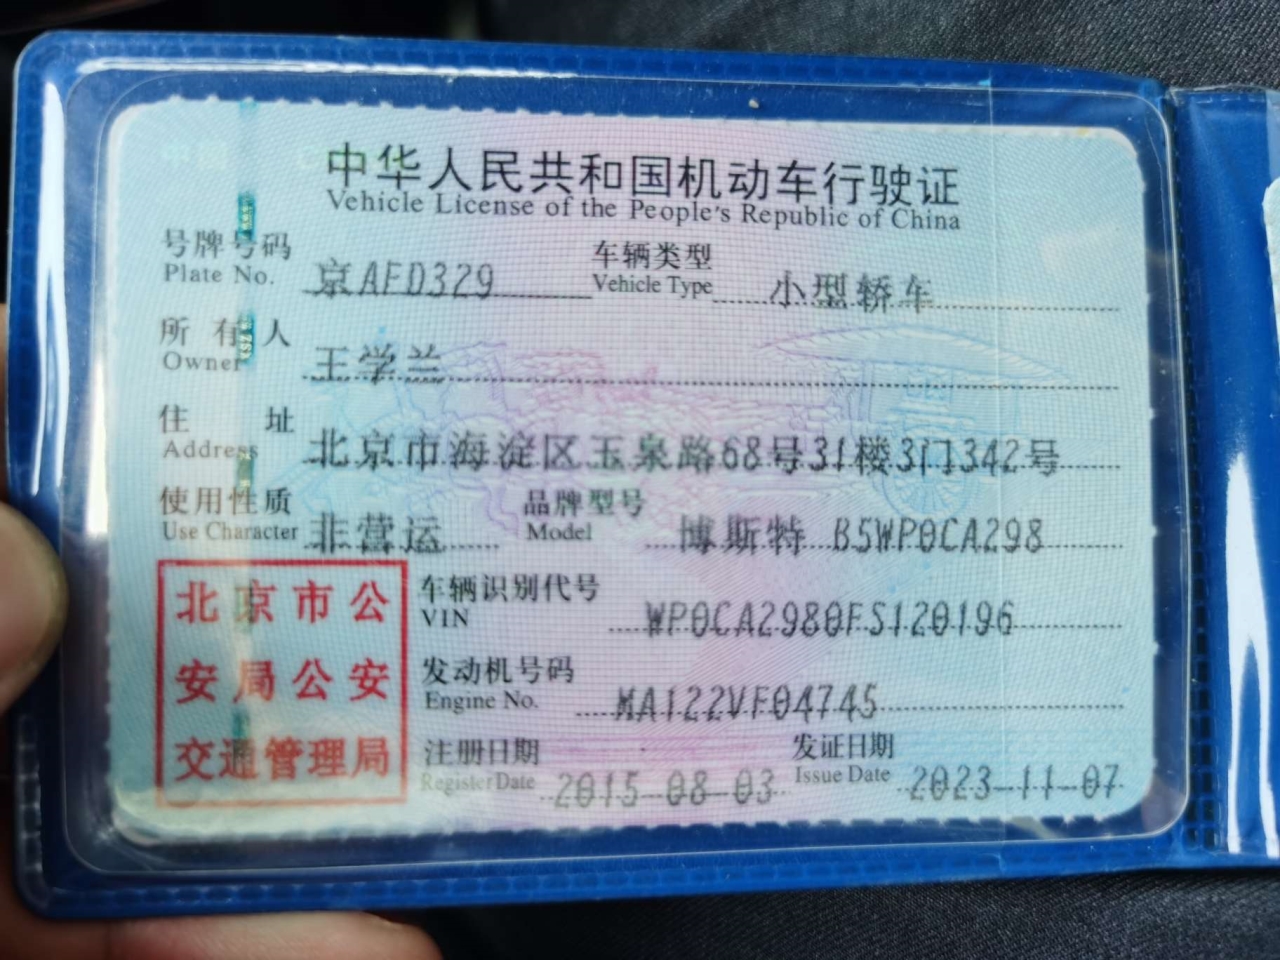 中华人民共和国机动车行驶证
Vehicle License of the People's Republic of China
号牌号码 京AFD329 车辆类型 小型轿车
Plate No. Vehicle Type
所有人 王学兰
Owner
住址 北京市海淀区玉泉路68号31楼3门342号
Address
使用性质 非营运 品牌型号 博斯特 B5WP0CA298
Use Character Model
北京市公
安局公安
交通管理局
车辆识别代号 WP0CA2980FS120196
VIN
发动机号码 MA122VF04745
Engine No.
注册日期 2015-08-03 发证日期 2023-11-07
Register Date Issue Date